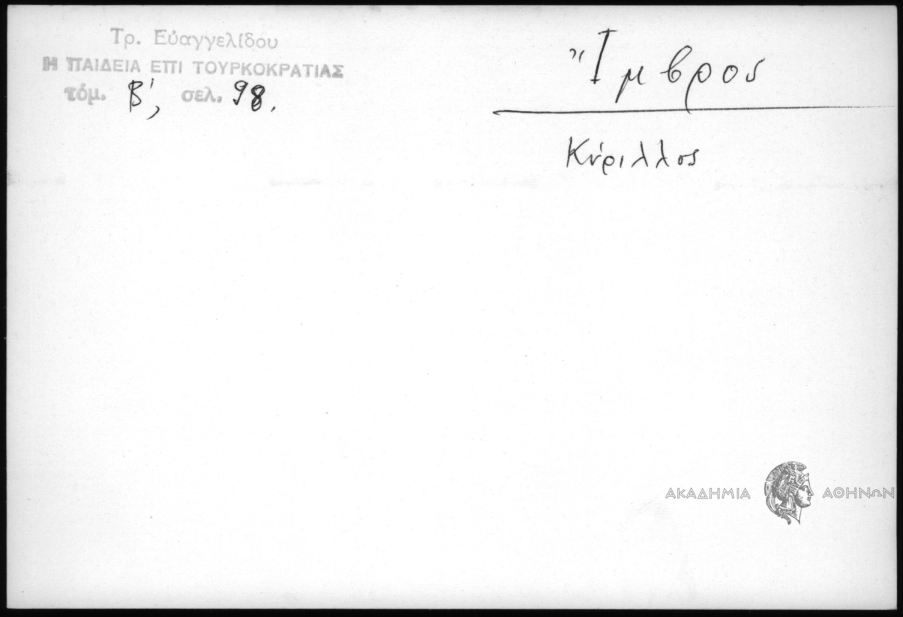 Τρ. Εὐαγγελίδου
Η ΠΑΙΔΕΙΑ ΕΠΙ ΤΟΥΡΚΟΚΡΑΤΙΑΣ
τόμ. Β', σελ. 98.
Ἴμβρος
Κύριλλος
ΑΚΑΔΗΜΙΑ ΑΘΗΝΩΝ